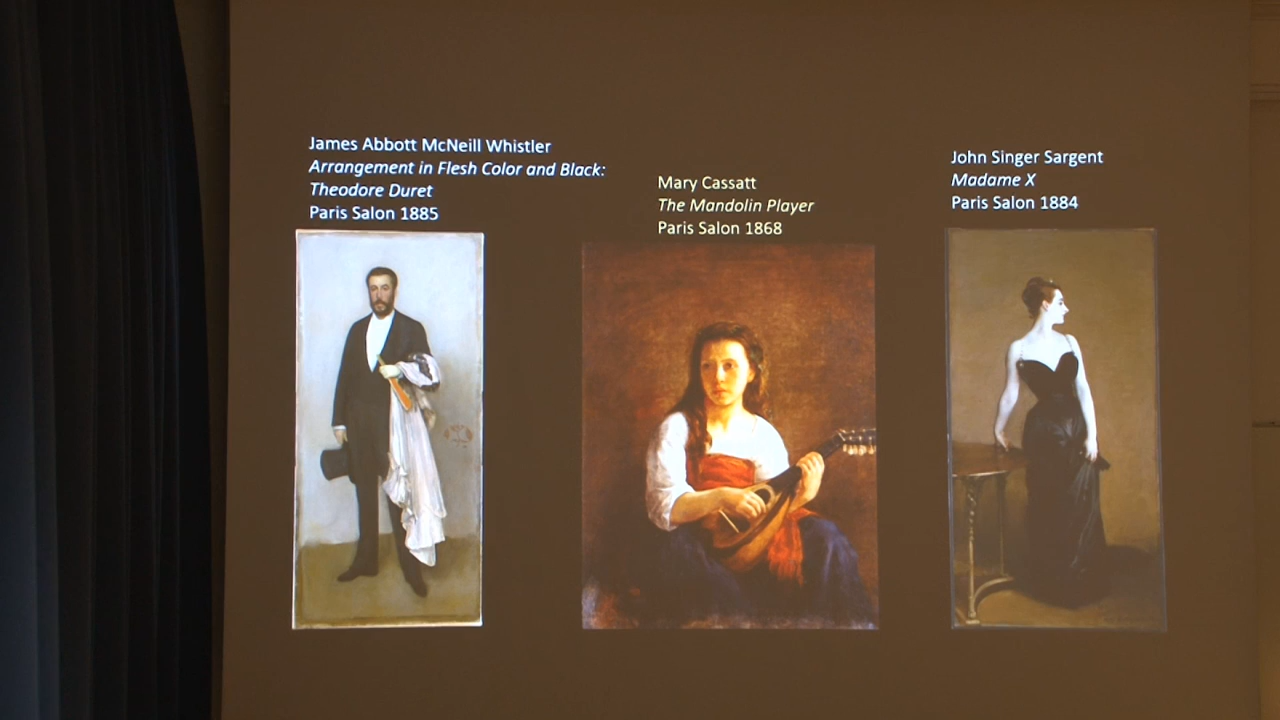 James Abbott McNeill Whistler
Arrangement in Flesh Color and Black:
Theodore Duret
Paris Salon 1885
Mary Cassatt
The Mandolin Player
Paris Salon 1868
John Singer Sargent
Madame X
Paris Salon 1884